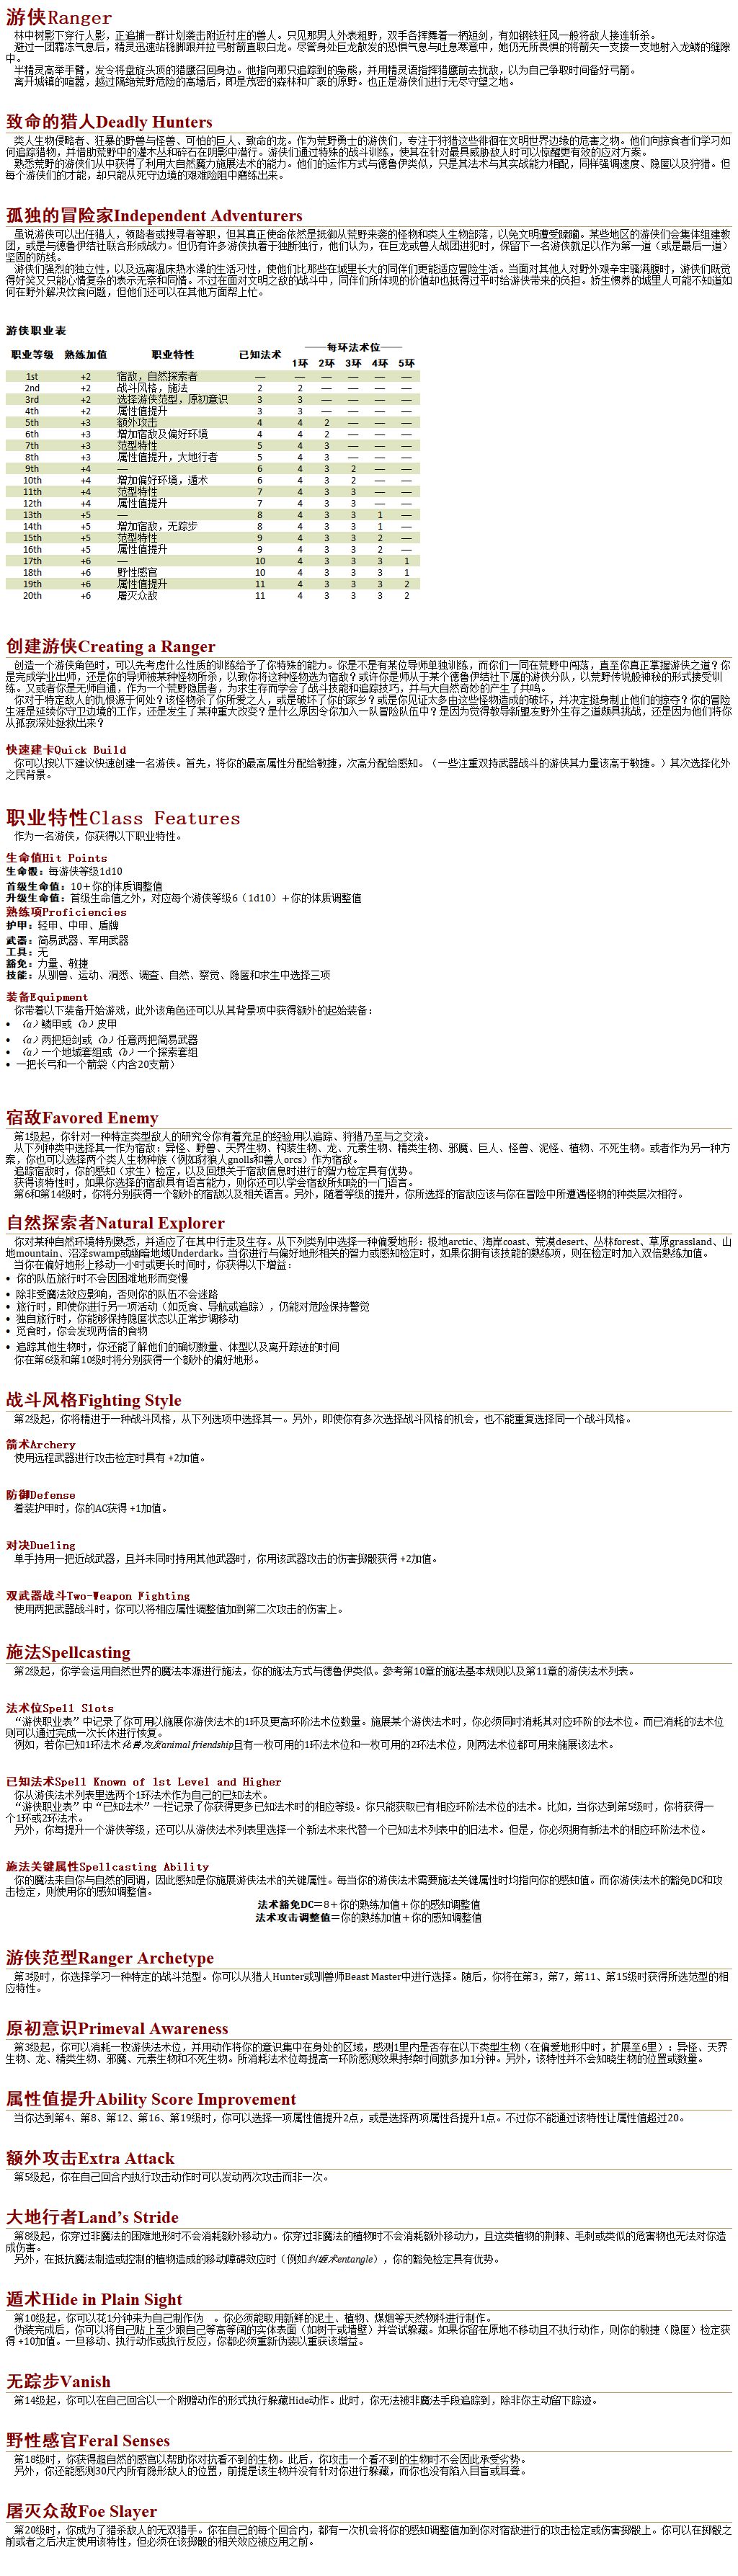 游侠Ranger
林中树影下穿行人影，正追捕一群计划袭击附近村庄的兽人。只见那男人外表粗野，双手各挥舞着一柄短剑，有如钢铁狂风一般将敌人接连斩杀。
避过一团霜冻气息后，精灵迅速站稳脚跟并拉弓射箭直取白龙。尽管身处巨龙散发的恐惧气息与吐息寒意中，她仍无所畏惧的将箭矢一支接一支地射入龙鳞的缝隙
中。
半精灵高举手臂，发令将盘旋头顶的猎鹰召回身边。他指向那只追踪到的枭熊，并用精灵语指挥猎鹰前去扰敌，以为自己争取时间备好弓箭。
离开城镇的喧嚣，越过隔绝荒野危险的高墙后，即是茂密的森林和广袤的原野。也正是游侠们进行无尽守望之地。
致命的猎人Deadly Hunters
类人生物侵略者、狂暴的野兽与怪兽、可怕的巨人、致命的龙。作为荒野勇士的游侠们，专注于狩猎这些徘徊在文明世界边缘的危害之物。他们向掠食者们学习如
何追踪猎物，并借助荒野中的灌木丛和碎石在阴影中潜行。游侠们通过特殊的战斗训练，使其在针对最具威胁敌人时可以惊醒更有效的应对方案。
熟悉荒野的游侠们从中获得了利用大自然魔力施展法术的能力。他们的运作方式与德鲁伊类似，只是其法术与其实战能力相配，同样强调速度、隐匿以及狩猎。但
每个游侠们的才能，却只能从死守边境的艰难险阻中磨练出来。
孤独的冒险家Independent Adventurers
虽说游侠们可以出任猎人，领路者或搜寻者等职，但其真正使命依然是抵御从荒野来袭的怪物和类人生物部落，以免文明遭受蹂躏。某些地区的游侠们会集体组建教
团，或是与德鲁伊结社联合形成战力。但仍有许多游侠执着于独断独行，他们认为，在巨龙或兽人战团进犯时，保留下一名游侠就足以作为第一道（或是最后一道）
坚固的防线。
游侠们强烈的独立性，以及远离温床热水澡的生活习性，使他们比那些在城里长大的同伴们更能适应冒险生活。当面对其他人对野外艰辛牢骚满腹时，游侠们既觉
得好笑又只能心情复杂的表示无奈和同情。不过在面对文明之敌的战斗中，同伴们所体现的价值却也抵得过平时给游侠带来的负担。娇生惯养的城里人可能不知道如
何在野外解决饮食问题，但他们还可以在其他方面帮上忙。
游侠职业表
——每环法术位——
职业等级 熟练加值 职业特性 已知法术 1环 2环 3环 4环 5环
1st +2 宿敌，自然探索者 — — — — — —
2nd +2 战斗风格，施法 2 2 — — — —
3rd +2 选择游侠范型，原初意识 3 3 — — — —
4th +2 属性值提升 3 3 — — — —
5th +3 额外攻击 4 4 2 — — —
6th +3 增加宿敌及偏好环境 4 4 2 — — —
7th +3 范型特性 5 4 3 — — —
8th +3 属性值提升，大地行者 5 4 3 — — —
9th +4 — 6 4 3 2 — —
10th +4 增加偏好环境，遁术 6 4 3 2 — —
11th +4 范型特性 7 4 3 3 — —
12th +4 属性值提升 7 4 3 3 — —
13th +5 — 8 4 3 3 1 —
14th +5 增加宿敌，无踪步 8 4 3 3 1 —
15th +5 范型特性 9 4 3 3 2 —
16th +5 属性值提升 9 4 3 3 2 —
17th +6 — 10 4 3 3 3 1
18th +6 野性感官 10 4 3 3 3 1
19th +6 属性值提升 11 4 3 3 3 2
20th +6 屠灭众敌 11 4 3 3 3 2
创建游侠Creating a Ranger
创造一个游侠角色时，可以先考虑什么性质的训练给予了你特殊的能力。你是不是有某位导师单独训练，而你们一同在荒野中闯荡，直至你真正掌握游侠之道？你
是完成学业出师，还是你的导师被某种怪物所杀，以致你将这种怪物选为宿敌？或许你是师从于某个德鲁伊结社下属的游侠分队，以荒野传说般神秘的形式接受训
练。又或者你是无师自通，作为一个荒野隐居者，为求生存而学会了战斗技能和追踪技巧，并与大自然奇妙的产生了共鸣。
你对于特定敌人的仇恨源于何处？该怪物杀了你所爱之人，或是破坏了你的家乡？或是你见证太多由这些怪物造成的破坏，并决定挺身制止他们的掠夺？你的冒险
生涯是延续你守卫边境的工作，还是发生了某种重大改变？是什么原因令你加入一队冒险队伍中？是因为觉得教导新盟友野外生存之道颇具挑战，还是因为他们将你
从孤寂深处拯救出来？
快速建卡Quick Build
你可以按以下建议快速创建一名游侠。首先，将你的最高属性分配给敏捷，次高分配给感知。（一些注重双持武器战斗的游侠其力量该高于敏捷。）其次选择化外
之民背景。
职业特性Class Features
作为一名游侠，你获得以下职业特性。
生命值Hit Points
生命骰：每游侠等级1d10
首级生命值：10＋你的体质调整值
升级生命值：首级生命值之外，对应每个游侠等级6（1d10）＋你的体质调整值
熟练项Proficiencies
护甲：轻甲、中甲、盾牌
武器：简易武器、军用武器
工具：无
豁免：力量、敏捷
技能：从驯兽、运动、洞悉、调查、自然、察觉、隐匿和求生中选择三项
装备Equipment
你带着以下装备开始游戏，此外该角色还可以从其背景项中获得额外的起始装备：
• （a）鳞甲或（b）皮甲
• （a）两把短剑或（b）任意两把简易武器
• （a）一个地城套组或（b）一个探索套组
• 一把长弓和一个箭袋（内含20支箭）
宿敌Favored Enemy
第1级起，你针对一种特定类型敌人的研究令你有着充足的经验用以追踪、狩猎乃至与之交流。
从下列种类中选择其一作为宿敌：异怪、野兽、天界生物、构装生物、龙、元素生物、精类生物、邪魔、巨人、怪兽、泥怪、植物、不死生物。或者作为另一种方
案，你也可以选择两个类人生物种族（例如豺狼人gnolls和兽人orcs）作为宿敌。
追踪宿敌时，你的感知（求生）检定，以及回想关于宿敌信息时进行的智力检定具有优势。
获得该特性时，如果你选择的宿敌具有语言能力，则你还可以学会宿敌所知晓的一门语言。
第6和第14级时，你将分别获得一个额外的宿敌以及相关语言。另外，随着等级的提升，你所选择的宿敌应该与你在冒险中所遭遇怪物的种类层次相符。
自然探索者Natural Explorer
你对某种自然环境特别熟悉，并适应了在其中行走及生存。从下列类别中选择一种偏爱地形：极地arctic、海岸coast、荒漠desert、丛林forest、草原grassland、山
地mountain、沼泽swamp或幽暗地域Underdark。当你进行与偏好地形相关的智力或感知检定时，如果你拥有该技能的熟练项，则在检定时加入双倍熟练加值。
当你在偏好地形上移动一小时或更长时间时，你获得以下增益：
• 你的队伍旅行时不会因困难地形而变慢
• 除非受魔法效应影响，否则你的队伍不会迷路
• 旅行时，即使你进行另一项活动（如觅食、导航或追踪），仍能对危险保持警觉
• 独自旅行时，你能够保持隐匿状态以正常步调移动
• 觅食时，你会发现两倍的食物
• 追踪其他生物时，你还能了解他们的确切数量、体型以及离开踪迹的时间
你在第6级和第10级时将分别获得一个额外的偏好地形。
战斗风格Fighting Style
第2级起，你将精进于一种战斗风格，从下列选项中选择其一。另外，即使你有多次选择战斗风格的机会，也不能重复选择同一个战斗风格。
箭术Archery
使用远程武器进行攻击检定时具有 +2加值。
防御Defense
着装护甲时，你的AC获得 +1加值。
对决Dueling
单手持用一把近战武器，且并未同时持用其他武器时，你用该武器攻击的伤害掷骰获得 +2加值。
双武器战斗Two-Weapon Fighting
使用两把武器战斗时，你可以将相应属性调整值加到第二次攻击的伤害上。
施法Spellcasting
第2级起，你学会运用自然世界的魔法本源进行施法，你的施法方式与德鲁伊类似。参考第10章的施法基本规则以及第11章的游侠法术列表。
法术位Spell Slots
“游侠职业表”中记录了你可用以施展你游侠法术的1环及更高环阶法术位数量。施展某个游侠法术时，你必须同时消耗其对应环阶的法术位。而已消耗的法术位
则可以通过完成一次长休进行恢复。
例如，若你已知1环法术化兽为友animal friendship且有一枚可用的1环法术位和一枚可用的2环法术位，则两法术位都可用来施展该法术。
已知法术Spell Known of 1st Level and Higher
你从游侠法术列表里选两个1环法术作为自己的已知法术。
“游侠职业表”中“已知法术”一栏记录了你获得更多已知法术时的相应等级。你只能获取已有相应环阶法术位的法术。比如，当你达到第5级时，你将获得一
个1环或2环法术。
另外，你每提升一个游侠等级，还可以从游侠法术列表里选择一个新法术来代替一个已知法术列表中的旧法术。但是，你必须拥有新法术的相应环阶法术位。
施法关键属性Spellcasting Ability
你的魔法来自你与自然的同调，因此感知是你施展游侠法术的关键属性。每当你的游侠法术需要施法关键属性时均指向你的感知值。而你游侠法术的豁免DC和攻
击检定，则使用你的感知调整值。
法术豁免DC＝8＋你的熟练加值＋你的感知调整值
法术攻击调整值＝你的熟练加值＋你的感知调整值
游侠范型Ranger Archetype
第3级时，你选择学习一种特定的战斗范型。你可以从猎人Hunter或驯兽师Beast Master中进行选择。随后，你将在第3，第7，第11、第15级时获得所选范型的相
应特性。
原初意识Primeval Awareness
第3级起，你可以消耗一枚游侠法术位，并用动作将你的意识集中在身处的区域，感测1里内是否存在以下类型生物（在偏爱地形中时，扩展至6里）：异怪、天界
生物、龙、精类生物、邪魔、元素生物和不死生物。所消耗法术位每提高一环阶感测效果持续时间就多加1分钟。另外，该特性并不会知晓生物的位置或数量。
属性值提升Ability Score Improvement
当你达到第4、第8、第12、第16、第19级时，你可以选择一项属性值提升2点，或是选择两项属性各提升1点。不过你不能通过该特性让属性值超过20。
额外攻击Extra Attack
第5级起，你在自己回合内执行攻击动作时可以发动两次攻击而非一次。
大地行者Land’s Stride
第8级起，你穿过非魔法的困难地形时不会消耗额外移动力。你穿过非魔法的植物时不会消耗额外移动力，且这类植物的荆棘、毛刺或类似的危害物也无法对你造
成伤害。
另外，在抵抗魔法制造或控制的植物造成的移动障碍效应时（例如纠缠术entangle），你的豁免检定具有优势。
遁术Hide in Plain Sight
第10级起，你可以花1分钟来为自己制作伪 。你必须能取用新鲜的泥土、植物、煤烟等天然物料进行制作。
伪装完成后，你可以将自己贴上至少跟自己等高等阔的实体表面（如树干或墙壁）并尝试躲藏。如果你留在原地不移动且不执行动作，则你的敏捷（隐匿）检定获
得 +10加值。一旦移动、执行动作或执行反应，你都必须重新伪装以重获该增益。
无踪步Vanish
第14级起，你可以在自己回合以一个附赠动作的形式执行躲藏Hide动作。此时，你无法被非魔法手段追踪到，除非你主动留下踪迹。
野性感官Feral Senses
第18级时，你获得超自然的感官以帮助你对抗看不到的生物。此后，你攻击一个看不到的生物时不会因此承受劣势。
另外，你还能感测30尺内所有隐形敌人的位置，前提是该生物并没有针对你进行躲藏，而你也没有陷入目盲或耳聋。
屠灭众敌Foe Slayer
第20级时，你成为了猎杀敌人的无双猎手。你在自己的每个回合内，都有一次机会将你的感知调整值加到你对宿敌进行的攻击检定或伤害掷骰上。你可以在掷骰之
前或者之后决定使用该特性，但必须在该掷骰的相关效应被应用之前。